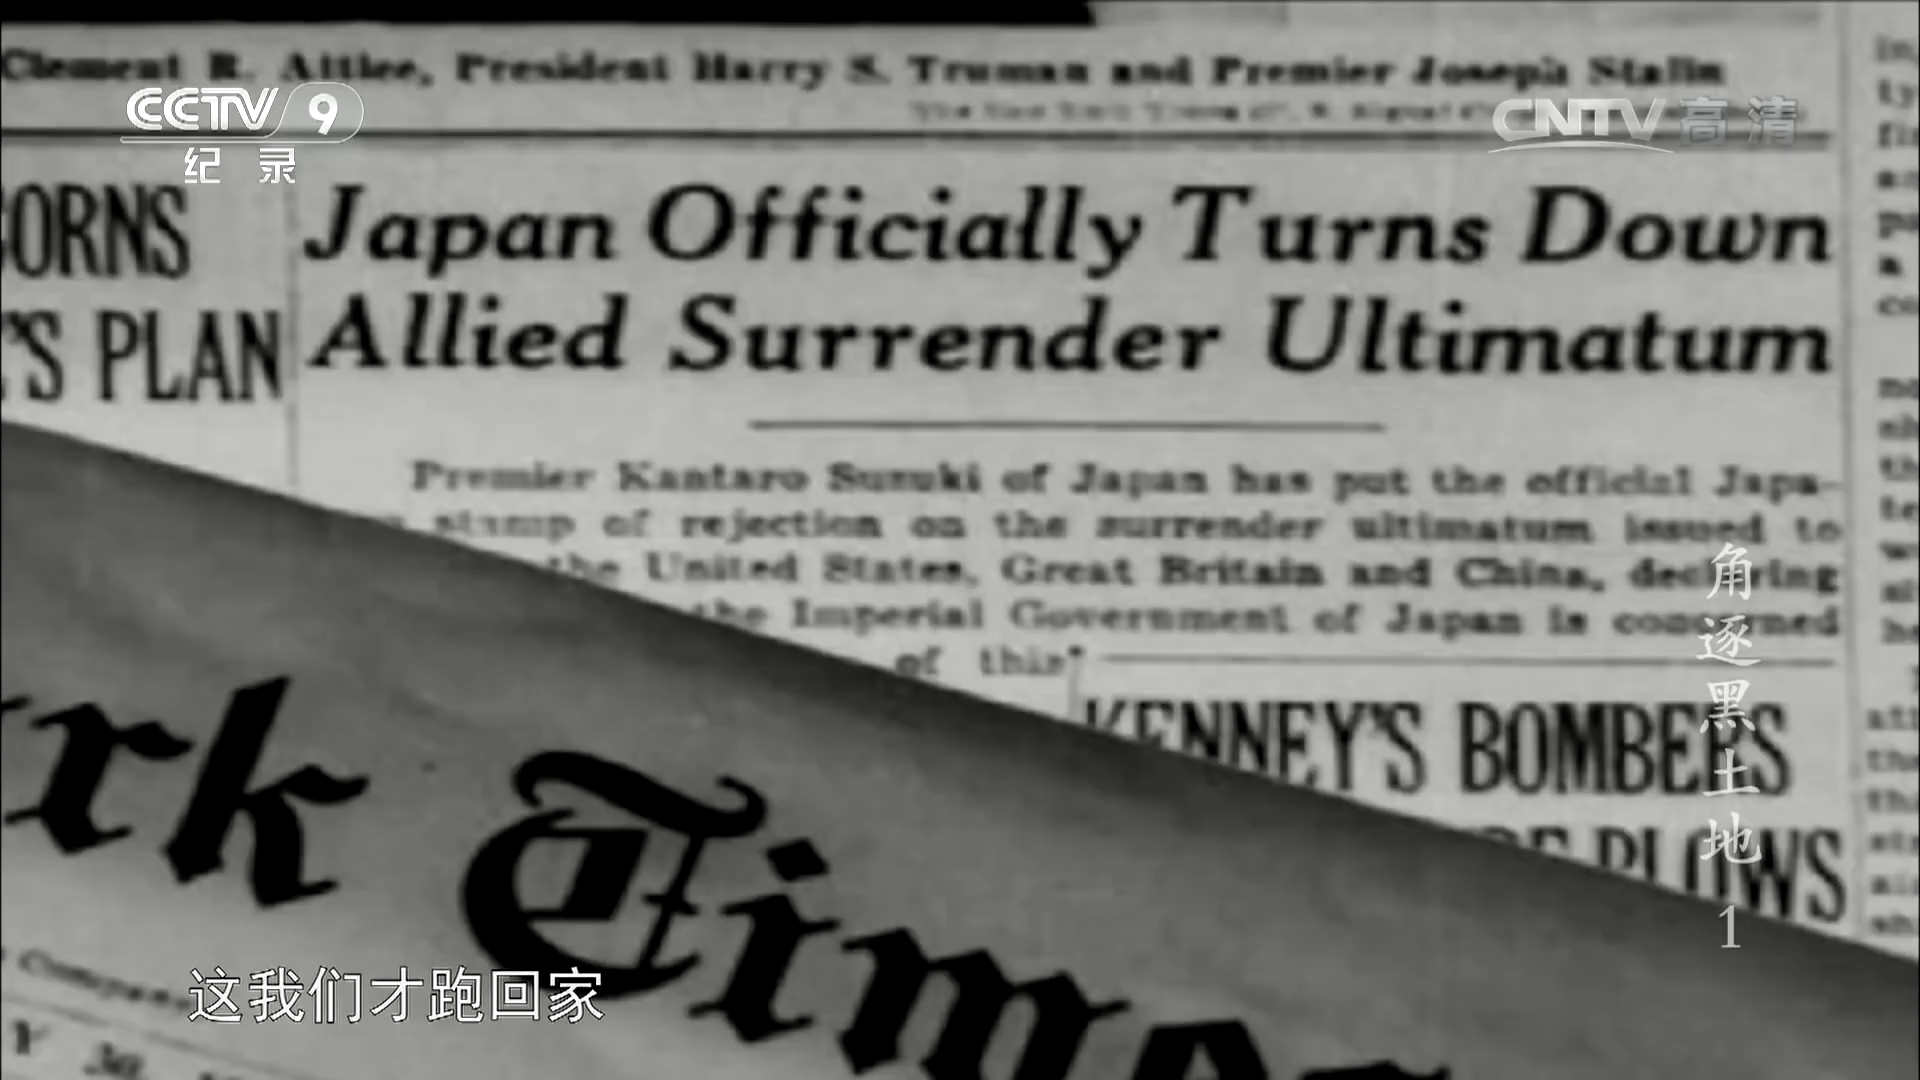 Clement R. Attlee, President Harry S. Truman and Premier Joseph Stalin
CCTV 9
纪录
CNTV 高清
ORNS
'S PLAN
Japan Officially Turns Down
Allied Surrender Ultimatum
Premier Kantaro Suzuki of Japan has put the official Japa-
stamp of rejection on the surrender ultimatum issued to
the United States, Great Britain and China, declaring
the Imperial Government of Japan is concerned
of this
KENNEY'S BOMBERS
PLOWS
角逐黑土地 1
rk Times
Company
Y 30
这我们才跑回家